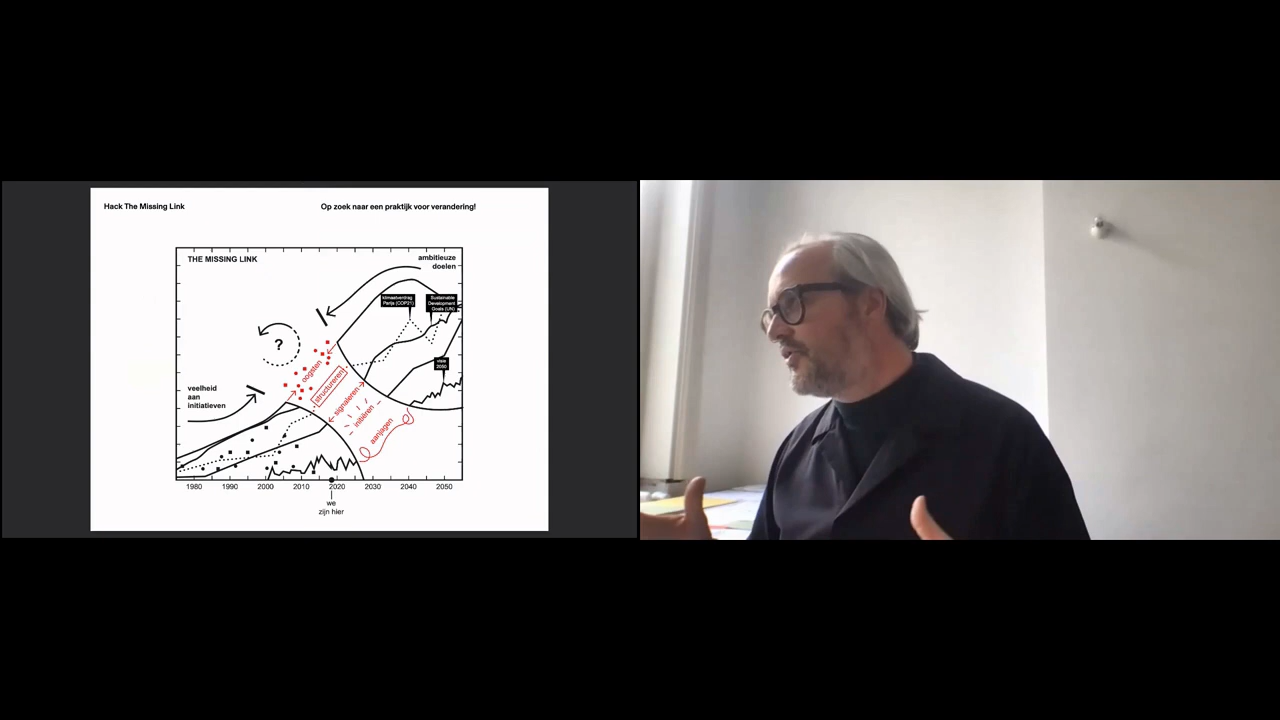 Hack The Missing Link
Op zoek naar een praktijk voor verandering!
THE MISSING LINK
ambitieuze
doelen
klimaatverdrag
Parijs (COP21)
Sustainable
Development
Goals (UN)
?
visie
2050
velheid
aan
initiatieven
oogsten
structureren
signaleren
initiëren
aanjagen
1980 1990 2000 2010 2020 2030 2040 2050
we
zijn hier